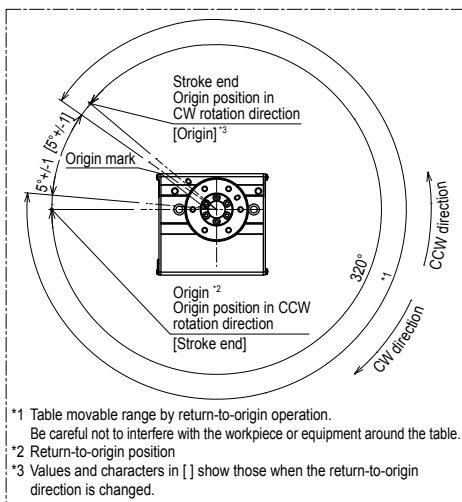 Stroke end
Origin position in
CW rotation direction
[Origin] *3
5°+/-1 [5°+/-1]
Origin mark
CCW direction
320°
*1
CW direction
Origin *2
Origin position in CCW
rotation direction
[Stroke end]
*1 Table movable range by return-to-origin operation.
Be careful not to interfere with the workpiece or equipment around the table.
*2 Return-to-origin position
*3 Values and characters in [ ] show those when the return-to-origin
direction is changed.